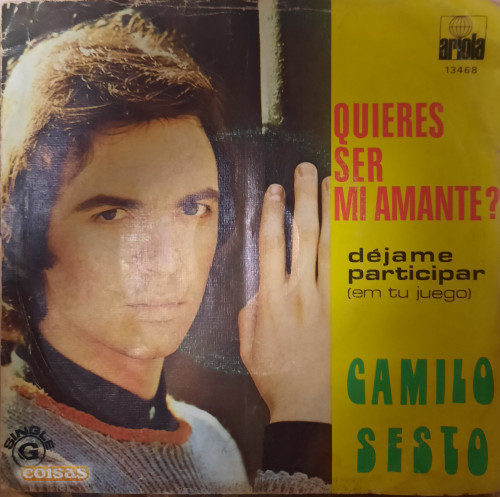 ariola
13468
QUIERES
SER
MI AMANTE?
déjame
participar
(em tu juego)
CAMILO
SESTO
SINGLE
G
coisas